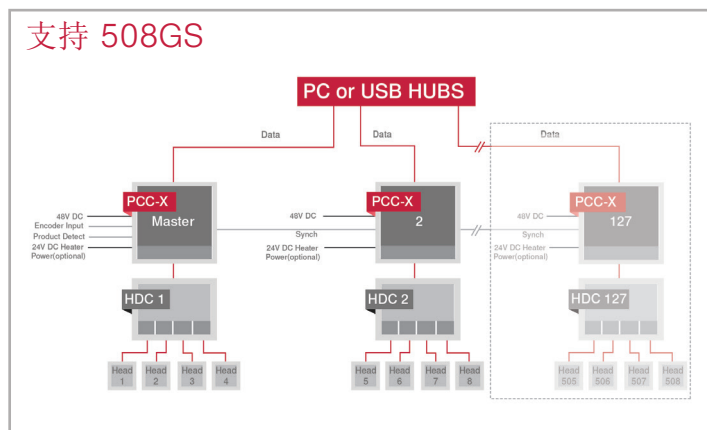 支持 508GS
PC or USB HUBS
Data
Data
Data
PCC-X
Master
48V DC
Encoder Input
Product Detect
24V DC Heater
Power(optional)
HDC 1
Head
1
Head
2
Head
3
Head
4
PCC-X
2
48V DC
Synch
24V DC Heater
Power(optional)
HDC 2
Head
5
Head
6
Head
7
Head
8
PCC-X
127
48V DC
Synch
24V DC Heater
Power(optional)
HDC 127
Head
505
Head
506
Head
507
Head
508